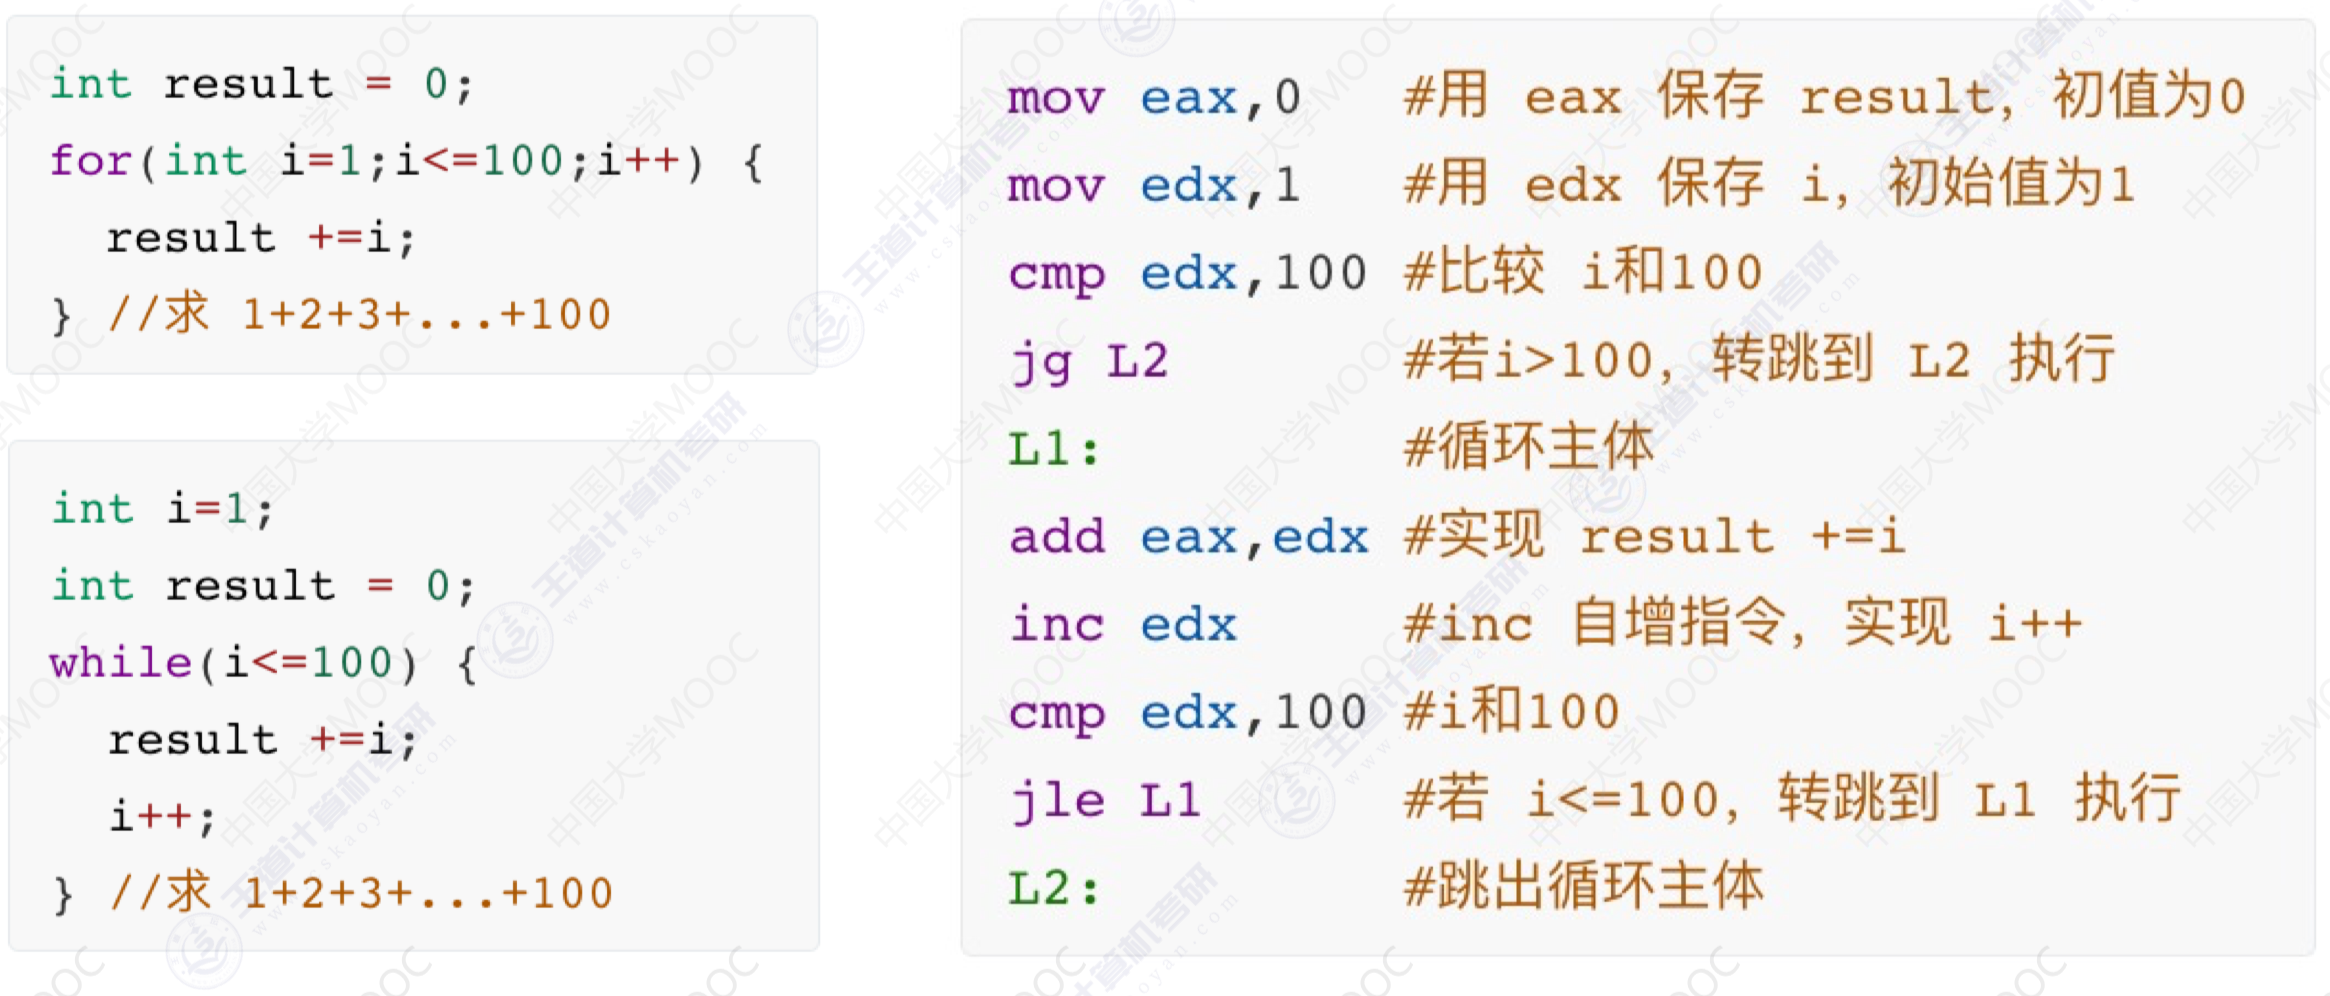 int result = 0;
for(int i=1;i<=100;i++) {
  result +=i;
} //求 1+2+3+...+100
int i=1;
int result = 0;
while(i<=100) {
  result +=i;
  i++;
} //求 1+2+3+...+100
mov eax,0 #用 eax 保存 result, 初值为0
mov edx,1 #用 edx 保存 i, 初始值为1
cmp edx,100 #比较 i和100
jg L2 #若i>100, 转跳到 L2 执行
L1: #循环主体
add eax,edx #实现 result +=i
inc edx #inc 自增指令, 实现 i++
cmp edx,100 #i和100
jle L1 #若 i<=100, 转跳到 L1 执行
L2: #跳出循环主体
中国大学MOOC
王道计算机考研
www.cskaoyan.com